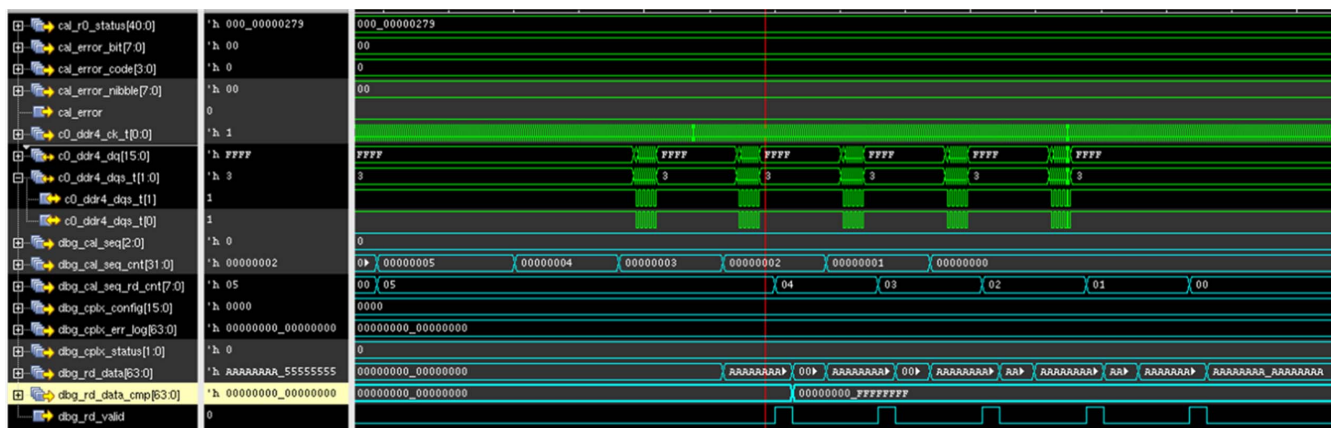 cal_r0_status[40:0] 'h 000_00000279 000_00000279
cal_error_bit[7:0] 'h 00 00
cal_error_code[3:0] 'h 0 0
cal_error_nibble[7:0] 'h 00 00
cal_error 0
c0_ddr4_ck_t[0:0] 'h 1
c0_ddr4_dq[15:0] 'h FFFF FFFF FFFF FFFF FFFF FFFF FFFF
c0_ddr4_dqs_t[1:0] 'h 3 3 3 3 3 3 3
c0_ddr4_dqs_t[1] 1
c0_ddr4_dqs_t[0] 1
dbg_cal_seq[2:0] 'h 0 0
dbg_cal_seq_cnt[31:0] 'h 00000002 0 00000005 00000004 00000003 00000002 00000001 00000000
dbg_cal_seq_rd_cnt[7:0] 'h 05 00 05 04 03 02 01 00
dbg_cplx_config[15:0] 'h 0000 0000
dbg_cplx_err_log[63:0] 'h 00000000_00000000 00000000_00000000
dbg_cplx_status[1:0] 'h 0 0
dbg_rd_data[63:0] 'h AAAAAAAA_55555555 00000000_00000000 AAAAAAAA 00 AAAAAAAA 00 AAAAAAAA AA AAAAAAAA AA AAAAAAA AAAAAAAA_AAAAAAAA
dbg_rd_data_cmp[63:0] 'h 00000000_00000000 00000000_00000000 00000000_FFFFFFFF
dbg_rd_valid 0